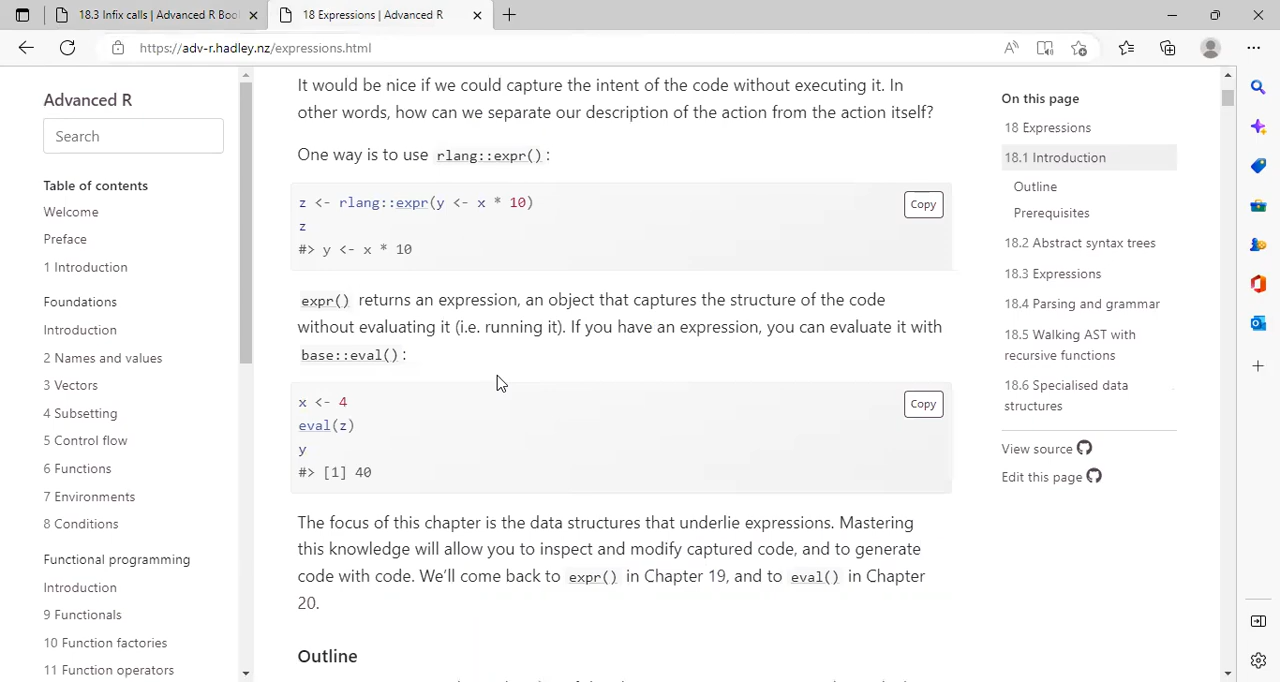 18.3 Infix calls | Advanced R Boo
18 Expressions | Advanced R
https://adv-r.hadley.nz/expressions.html
Advanced R
Search
Table of contents
Welcome
Preface
1 Introduction
Foundations
Introduction
2 Names and values
3 Vectors
4 Subsetting
5 Control flow
6 Functions
7 Environments
8 Conditions
Functional programming
Introduction
9 Functionals
10 Function factories
11 Function operators
It would be nice if we could capture the intent of the code without executing it. In
other words, how can we separate our description of the action from the action itself?
One way is to use rlang::expr():
z <- rlang::expr(y <- x * 10)
z
#> y <- x * 10
Copy
expr() returns an expression, an object that captures the structure of the code
without evaluating it (i.e. running it). If you have an expression, you can evaluate it with
base::eval():
x <- 4
eval(z)
y
#> [1] 40
Copy
The focus of this chapter is the data structures that underlie expressions. Mastering
this knowledge will allow you to inspect and modify captured code, and to generate
code with code. We'll come back to expr() in Chapter 19, and to eval() in Chapter
20.
Outline
On this page
18 Expressions
18.1 Introduction
Outline
Prerequisites
18.2 Abstract syntax trees
18.3 Expressions
18.4 Parsing and grammar
18.5 Walking AST with
recursive functions
18.6 Specialised data
structures
View source
Edit this page